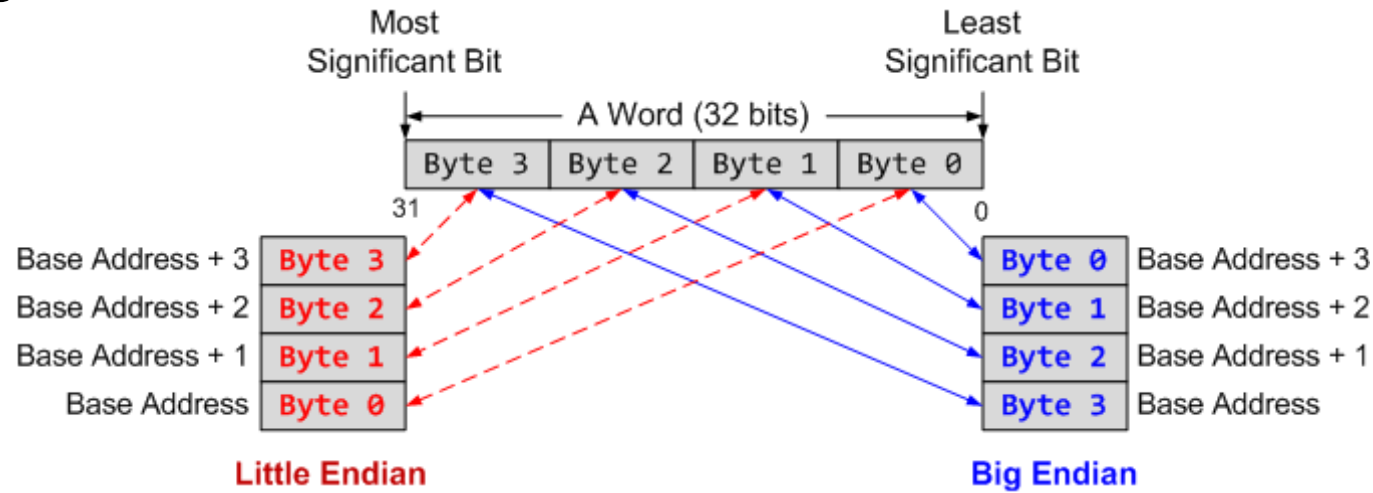 Most
Significant Bit
Least
Significant Bit
A Word (32 bits)
Byte 3 Byte 2 Byte 1 Byte 0
31 0
Base Address + 3 Byte 3 Byte 0 Base Address + 3
Base Address + 2 Byte 2 Byte 1 Base Address + 2
Base Address + 1 Byte 1 Byte 2 Base Address + 1
Base Address Byte 0 Byte 3 Base Address
Little Endian Big Endian